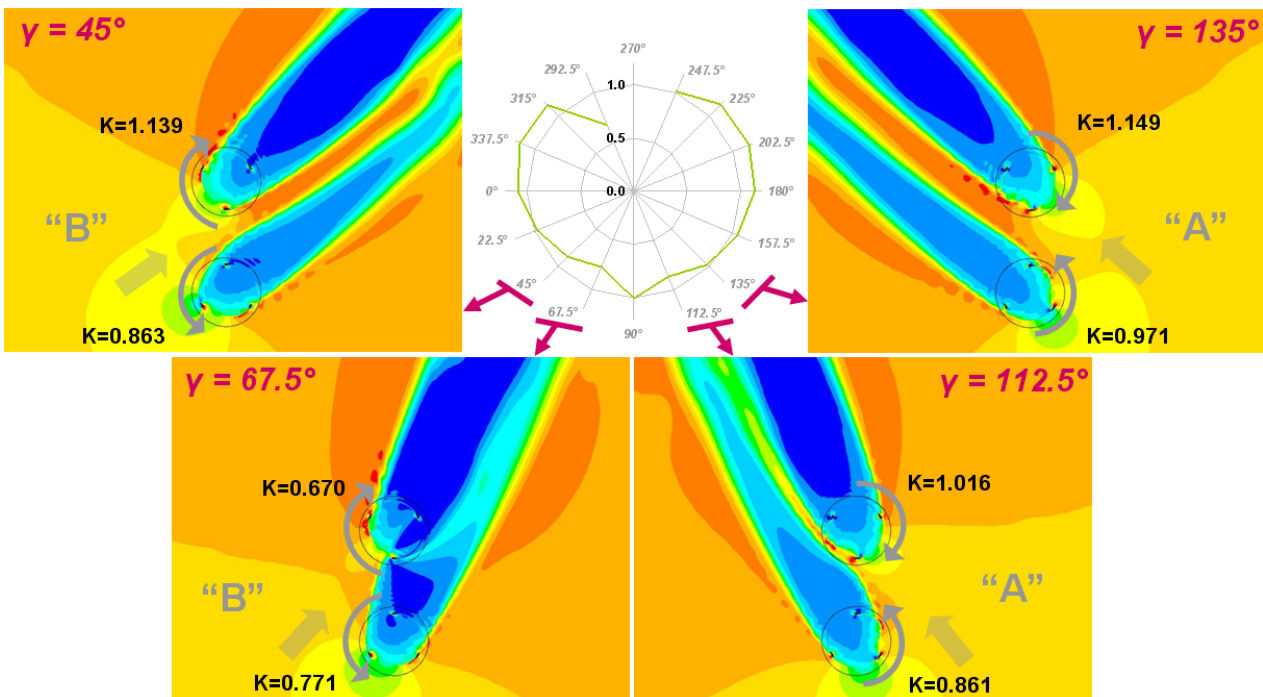 γ = 45°
K=1.139
"B"
K=0.863
270°
292.5°
247.5°
315°
1.0
225°
337.5°
0.5
202.5°
0°
0.0
180°
22.5°
157.5°
45°
135°
67.5°
112.5°
90°
γ = 135°
K=1.149
"A"
K=0.971
γ = 67.5°
K=0.670
"B"
K=0.771
γ = 112.5°
K=1.016
"A"
K=0.861